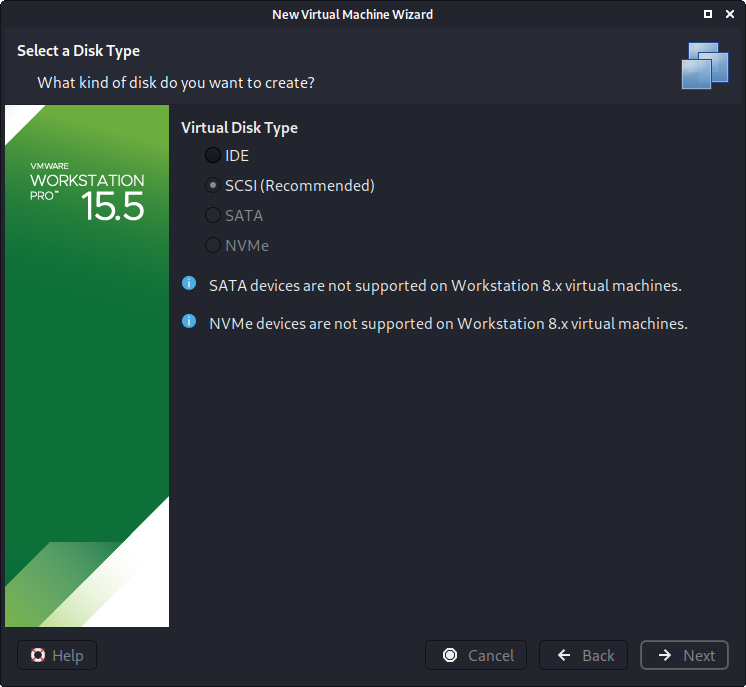 New Virtual Machine Wizard
Select a Disk Type
What kind of disk do you want to create?
VMWARE
WORKSTATION
PRO™ 15.5
Virtual Disk Type
IDE
SCSI (Recommended)
SATA
NVMe
SATA devices are not supported on Workstation 8.x virtual machines.
NVMe devices are not supported on Workstation 8.x virtual machines.
Help Cancel Back Next